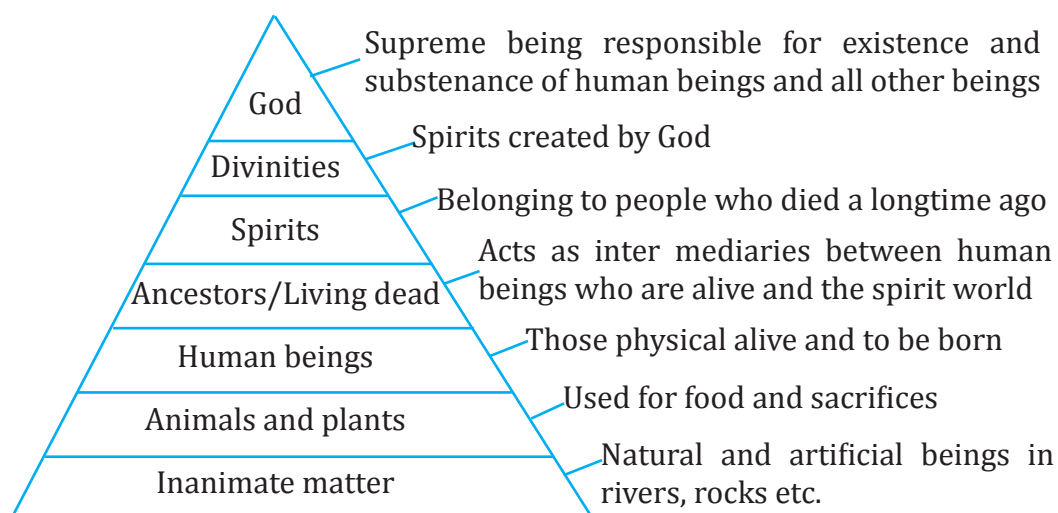 Supreme being responsible for existence and
substenance of human beings and all other beings
God
Spirits created by God
Divinities
Belonging to people who died a longtime ago
Spirits
Acts as inter mediaries between human
beings who are alive and the spirit world
Ancestors/Living dead
Those physical alive and to be born
Human beings
Used for food and sacrifices
Animals and plants
Natural and artificial beings in
rivers, rocks etc.
Inanimate matter